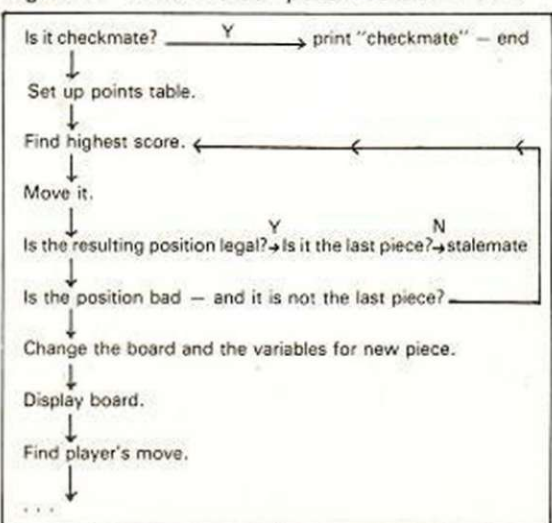 Is it checkmate? Y print "checkmate" — end
Set up points table.
Find highest score.
Move it.
Y N
Is the resulting position legal? Is it the last piece? stalemate
Is the position bad — and it is not the last piece?
Change the board and the variables for new piece.
Display board.
Find player's move.
...